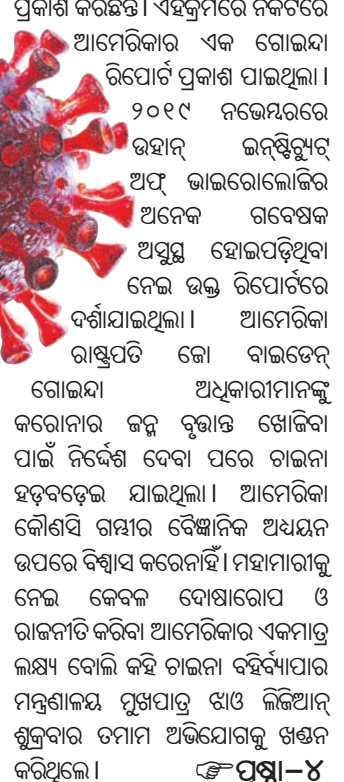 ପ୍ରକାଶ କରିଛନ୍ତି । ଏହିକ୍ରମରେ ନିକଟରେ
ଆମେରିକାର ଏକ ଗୋଇନ୍ଦା
ରିପୋର୍ଟ ପ୍ରକାଶ ପାଇଥିଲା ।
୨୦୧୯ ନଭେମ୍ବରରେ
ଉହାନ୍ ଇନ୍‌ଷ୍ଟିଚ୍ୟୁଟ୍
ଅଫ୍ ଭାଇରୋଲୋଜିର
ଅନେକ ଗବେଷକ
ଅସୁସ୍ଥ ହୋଇପଡ଼ିଥିବା
ନେଇ ଉକ୍ତ ରିପୋର୍ଟରେ
ଦର୍ଶାଯାଇଥିଲା । ଆମେରିକା
ରାଷ୍ଟ୍ରପତି ଜୋ ବାଇଡେନ୍
ଗୋଇନ୍ଦା ଅଧିକାରୀମାନଙ୍କୁ
କରୋନାର ଜନ୍ମ ବୃତ୍ତାନ୍ତ ଖୋଜିବା
ପାଇଁ ନିର୍ଦ୍ଦେଶ ଦେବା ପରେ ଚାଇନା
ହଡ଼ବଡ଼େଇ ଯାଇଥିଲା । ଆମେରିକା
କୌଣସି ଗମ୍ଭୀର ବୈଜ୍ଞାନିକ ଅଧ୍ୟୟନ
ଉପରେ ବିଶ୍ୱାସ କରେନାହିଁ । ମହାମାରୀକୁ
ନେଇ କେବଳ ଦୋଷାରୋପ ଓ
ରାଜନୀତି କରିବା ଆମେରିକାର ଏକମାତ୍ର
ଲକ୍ଷ୍ୟ ବୋଲି କହି ଚାଇନା ବହିର୍ବ୍ୟାପାର
ମନ୍ତ୍ରଣାଳୟ ମୁଖପାତ୍ର ଝାଓ ଲିଜିଆନ୍
ଶୁକ୍ରବାର ତମାମ ଅଭିଯୋଗକୁ ଖଣ୍ଡନ
କରିଥିଲେ । ☞ ପୃଷ୍ଠା–୪